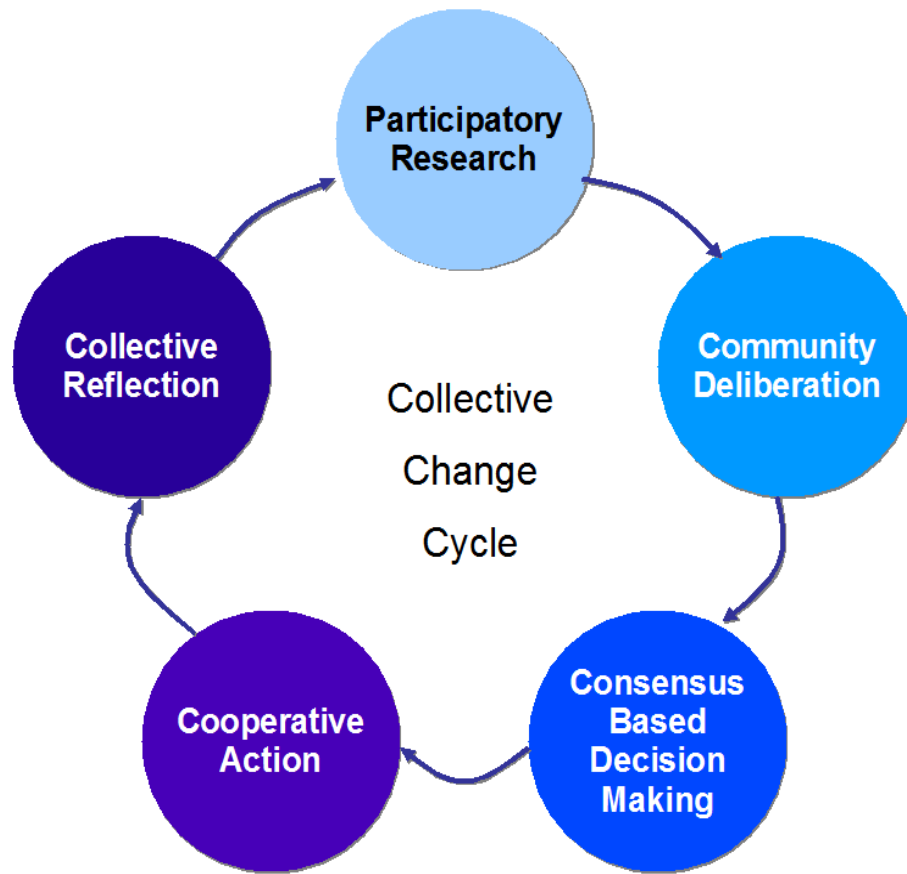 Participatory
Research
Community
Deliberation
Consensus
Based
Decision
Making
Cooperative
Action
Collective
Reflection
Collective
Change
Cycle